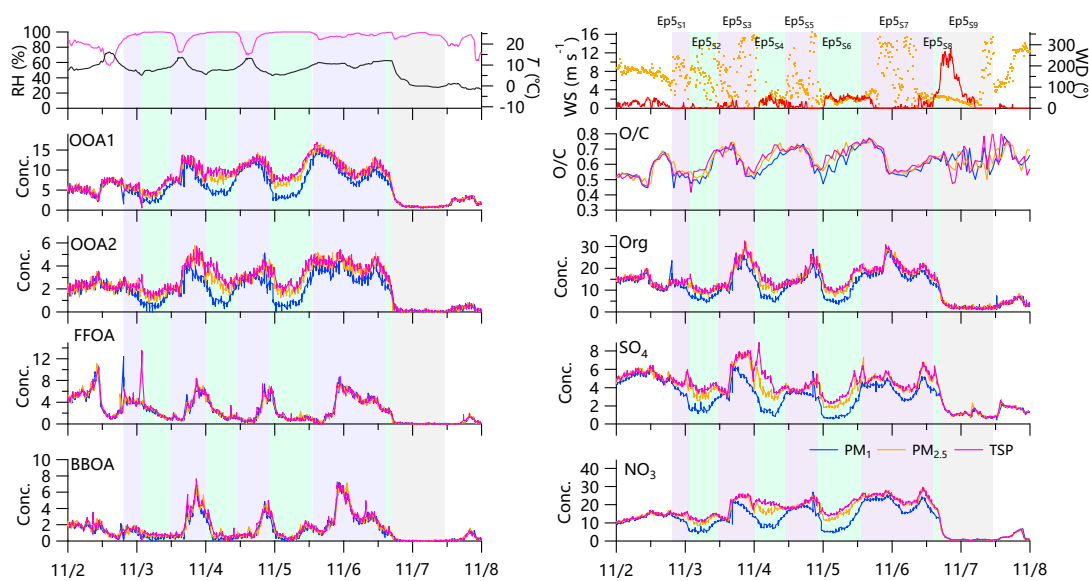 RH (%)
100
80
60
40
20
0
20
10
0
-10
T (°C)
OOA1
Conc.
15
10
5
0
OOA2
Conc.
6
4
2
0
FFOA
Conc.
12
8
4
0
BBOA
Conc.
10
8
6
4
2
0
11/2 11/3 11/4 11/5 11/6 11/7 11/8
Ep5S1 Ep5S3 Ep5S5 Ep5S7 Ep5S9
Ep5S2 Ep5S4 Ep5S6 Ep5S8
WS (m s-1)
16
12
8
4
0
300
200
100
0
WD (°)
O/C
O/C
0.8
0.7
0.6
0.5
0.4
0.3
Org
Conc.
30
20
10
0
SO4
Conc.
8
6
4
2
0
PM1 PM2.5 TSP
NO3
Conc.
40
30
20
10
0
11/2 11/3 11/4 11/5 11/6 11/7 11/8